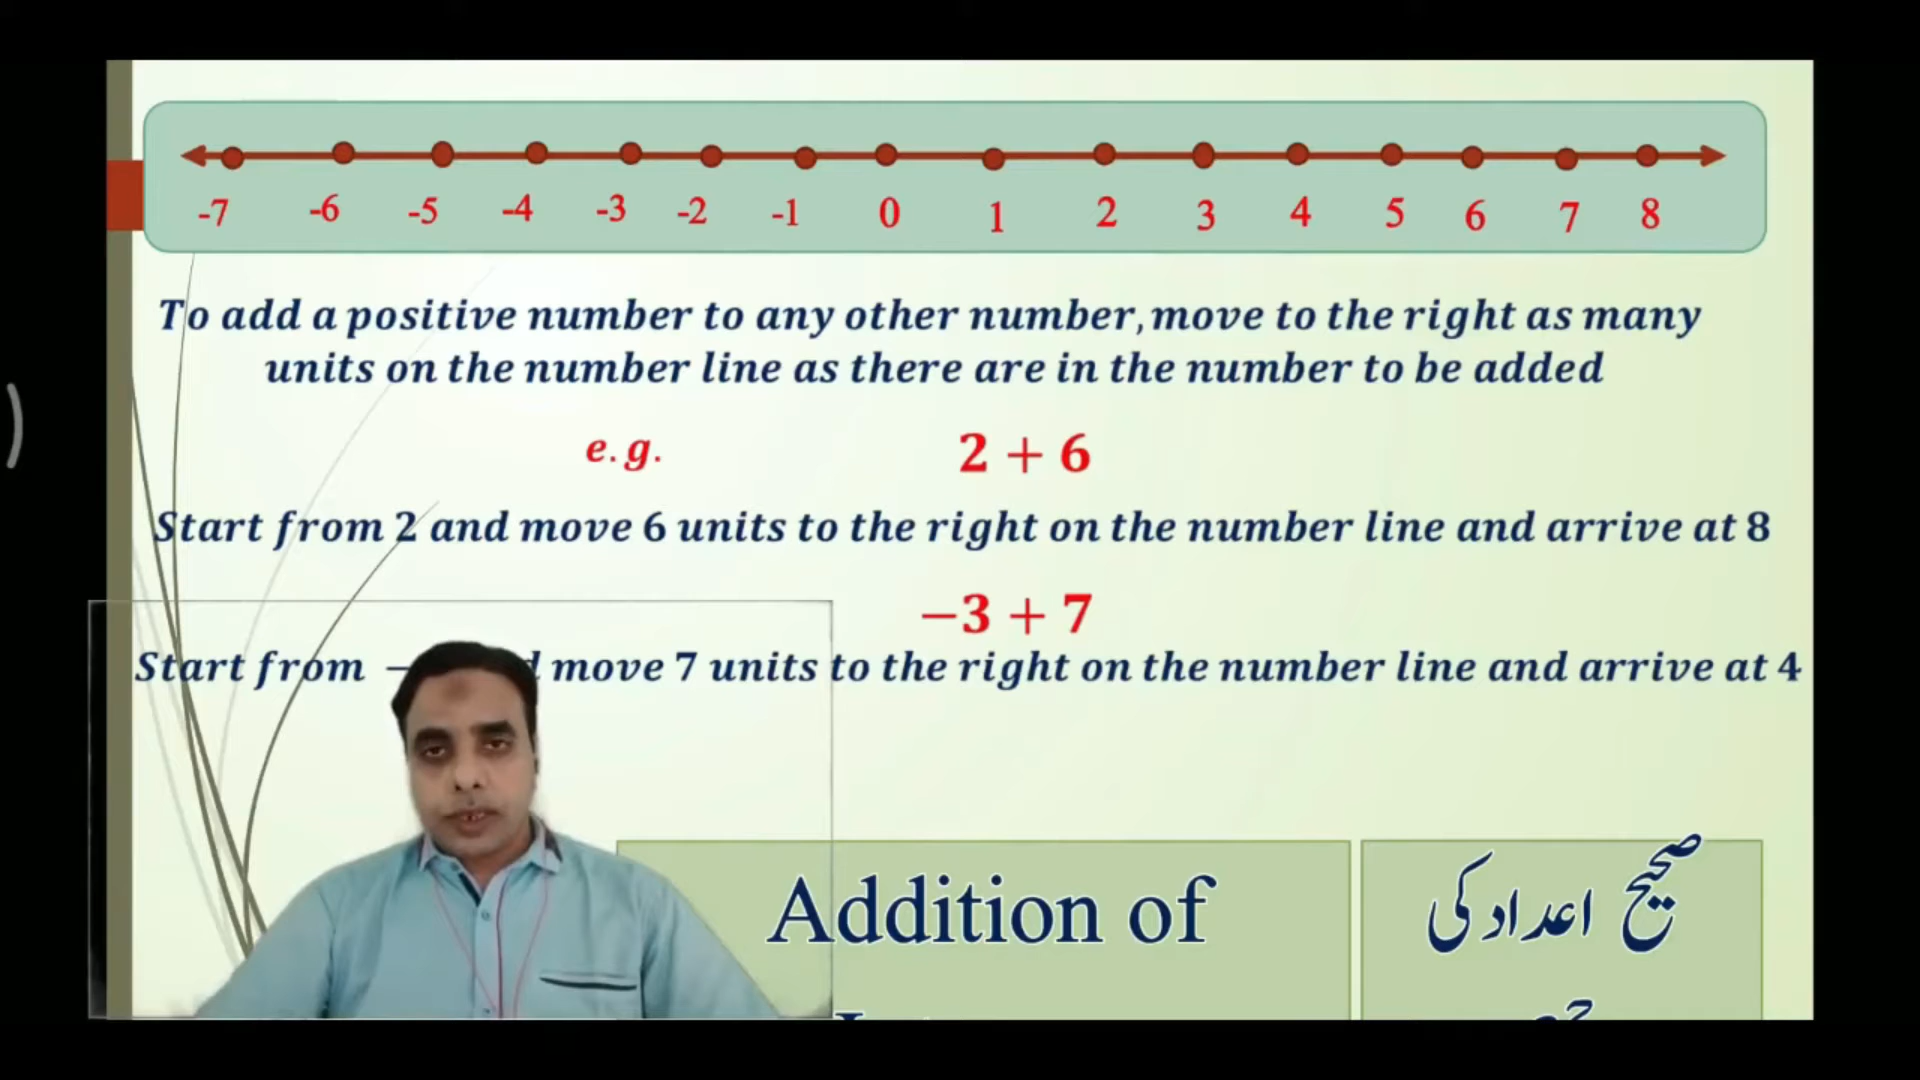 -7 -6 -5 -4 -3 -2 -1 0 1 2 3 4 5 6 7 8
To add a positive number to any other number, move to the right as many
units on the number line as there are in the number to be added
e.g. 2 + 6
Start from 2 and move 6 units to the right on the number line and arrive at 8
−3 + 7
Start from move 7 units to the right on the number line and arrive at 4
Addition of
صحیح اعداد کی